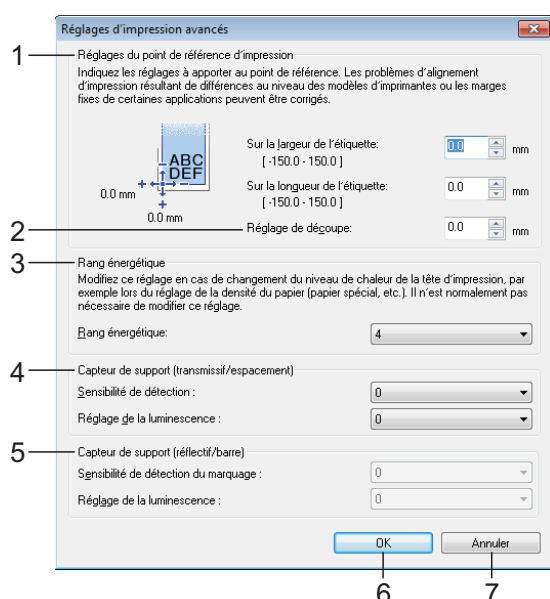 Réglages d'impression avancés
1
Réglages du point de référence d'impression
Indiquez les réglages à apporter au point de référence. Les problèmes d'alignement
d'impression résultant de différences au niveau des modèles d'imprimantes ou les marges
fixes de certaines applications peuvent être corrigés.
ABC
DEF
0.0 mm
0.0 mm
Sur la largeur de l'étiquette:
0.0
mm
[ -150.0 - 150.0 ]
Sur la longueur de l'étiquette:
0.0
mm
[ -150.0 - 150.0 ]
2
Réglage de découpe:
0.0
mm
3
Rang énergétique
Modifiez ce réglage en cas de changement du niveau de chaleur de la tête d'impression, par
exemple lors du réglage de la densité du papier (papier spécial, etc.). Il n'est normalement pas
nécessaire de modifier ce réglage.
Rang énergétique:
4
4
Capteur de support (transmissif/espacement)
Sensibilité de détection :
0
Réglage de la luminescence :
0
5
Capteur de support (réflectif/barre)
Sensibilité de détection du marquage :
0
Réglage de la luminescence :
0
OK
Annuler
6
7